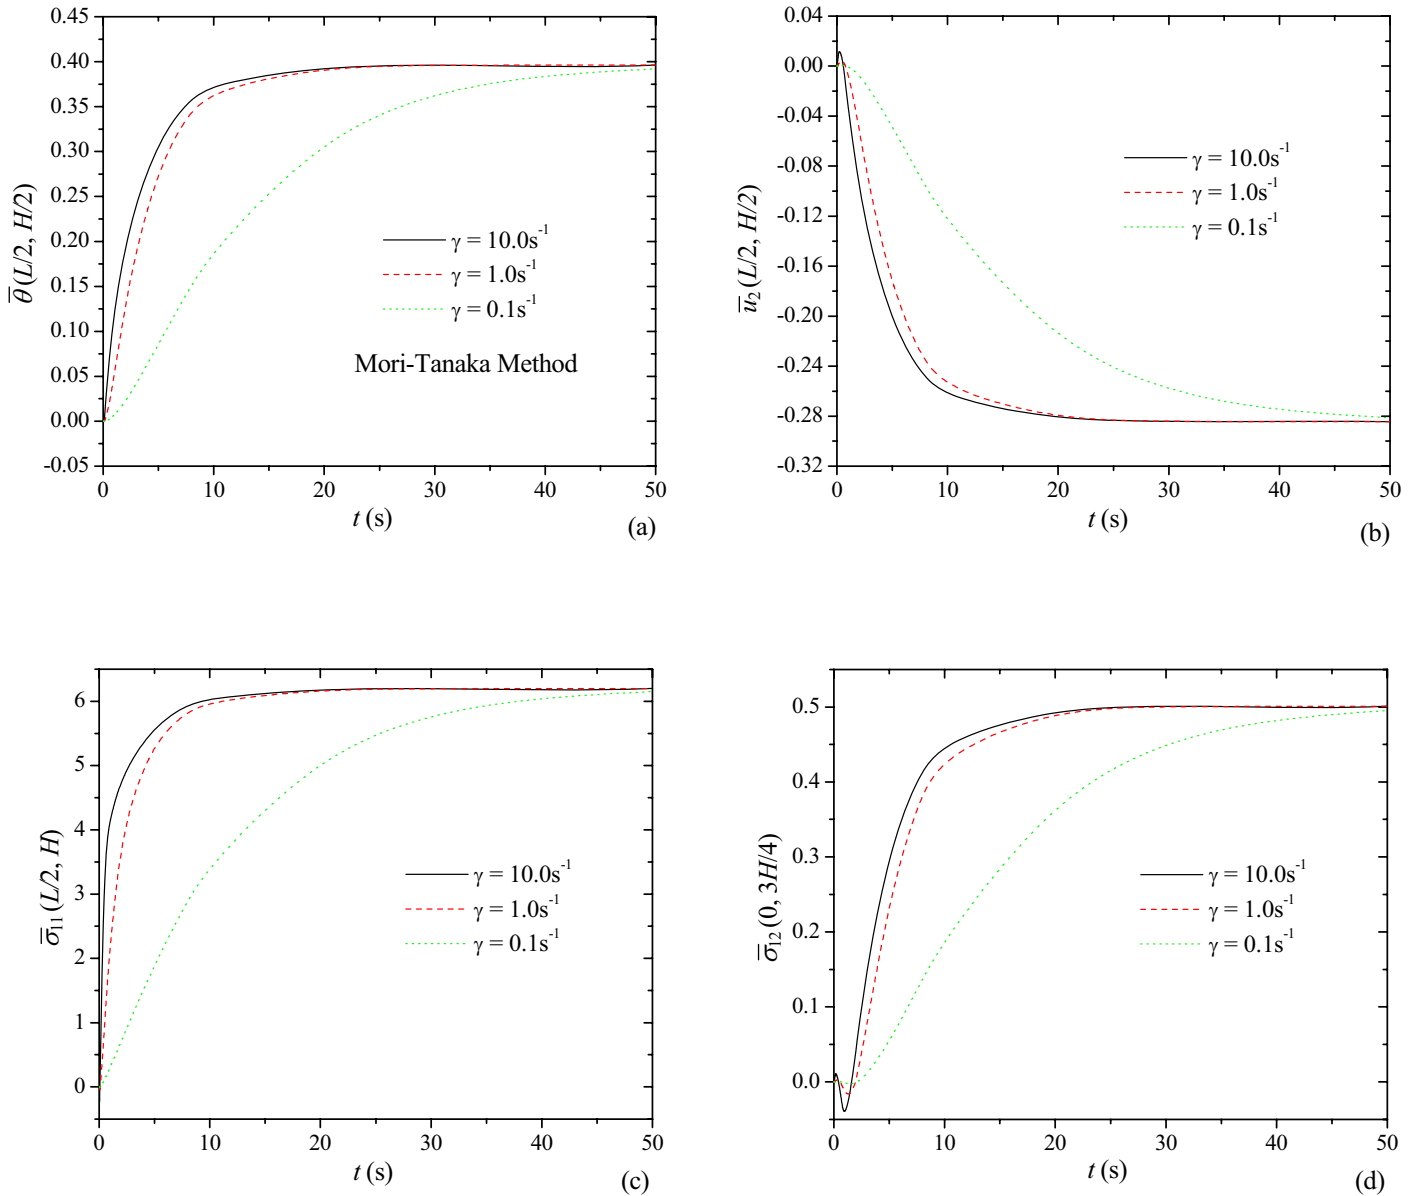 0.45
0.40
0.35
0.30
0.25
0.20
0.15
0.10
0.05
0.00
-0.05
θ̅(L/2, H/2)
γ = 10.0s⁻¹
γ = 1.0s⁻¹
γ = 0.1s⁻¹
Mori-Tanaka Method
0 10 20 30 40 50
t (s)
(a)
0.04
0.00
-0.04
-0.08
-0.12
-0.16
-0.20
-0.24
-0.28
-0.32
u̅₂(L/2, H/2)
γ = 10.0s⁻¹
γ = 1.0s⁻¹
γ = 0.1s⁻¹
0 10 20 30 40 50
t (s)
(b)
6
5
4
3
2
1
0
σ̅₁₁(L/2, H)
γ = 10.0s⁻¹
γ = 1.0s⁻¹
γ = 0.1s⁻¹
0 10 20 30 40 50
t (s)
(c)
0.5
0.4
0.3
0.2
0.1
0.0
σ̅₁₂(0, 3H/4)
γ = 10.0s⁻¹
γ = 1.0s⁻¹
γ = 0.1s⁻¹
0 10 20 30 40 50
t (s)
(d)